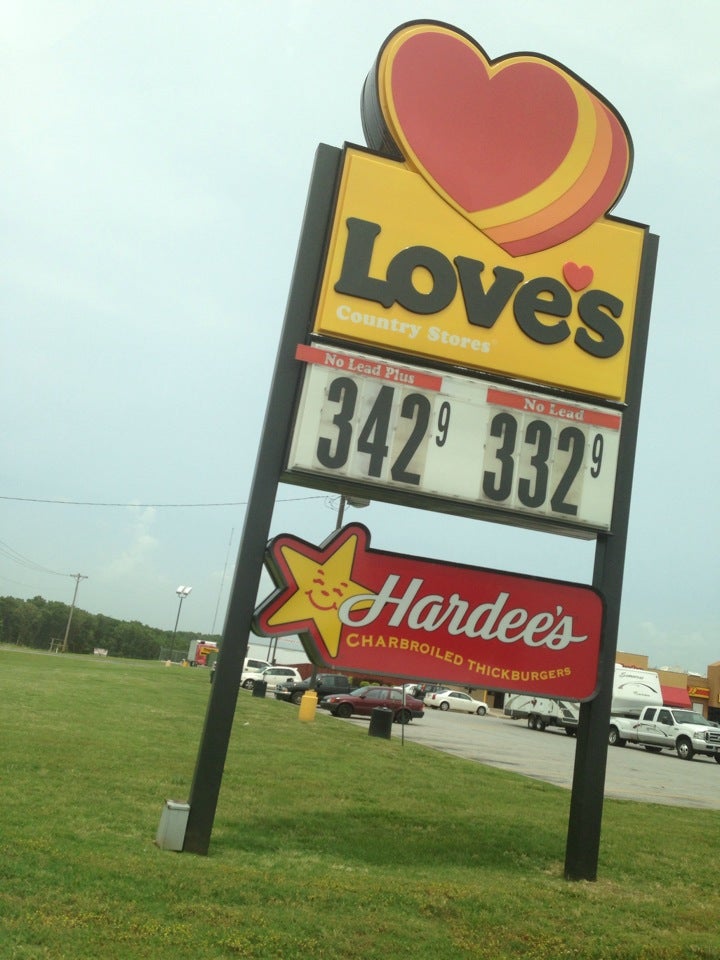 Love's
Country Stores
No Lead Plus
No Lead
342 9
332 9
Hardee's
CHARBROILED THICKBURGERS